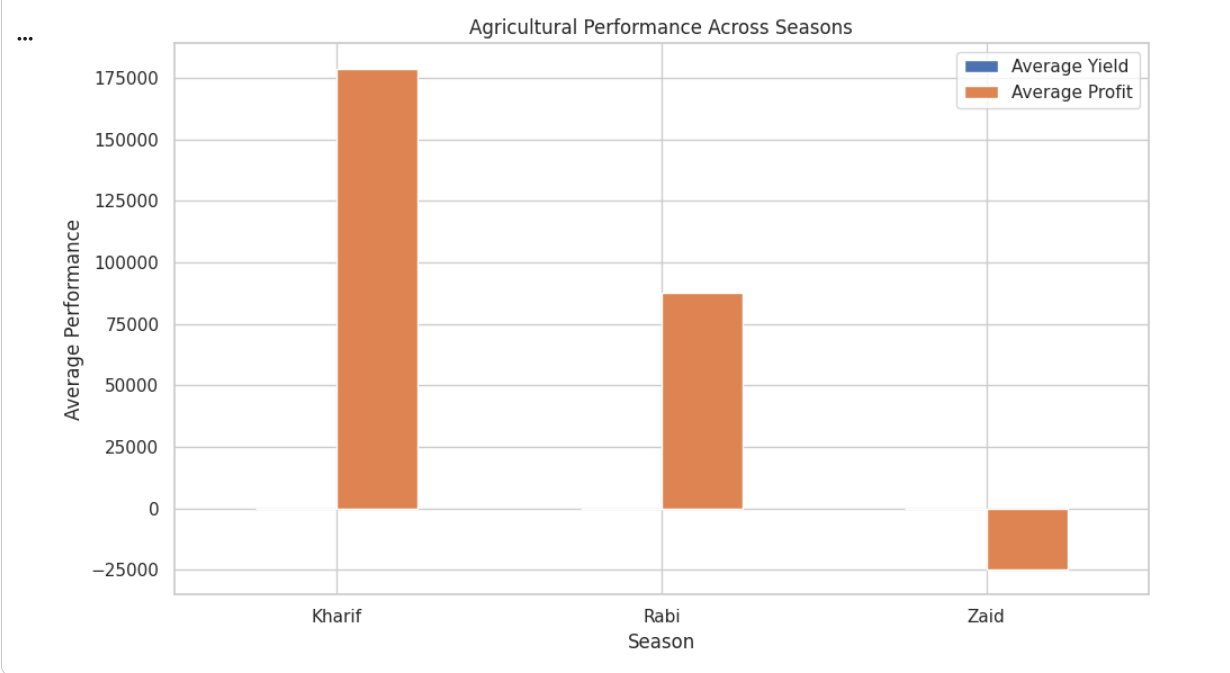 ...
Agricultural Performance Across Seasons
Average Yield
Average Profit
Average Performance
175000
150000
125000
100000
75000
50000
25000
0
−25000
Kharif
Rabi
Zaid
Season